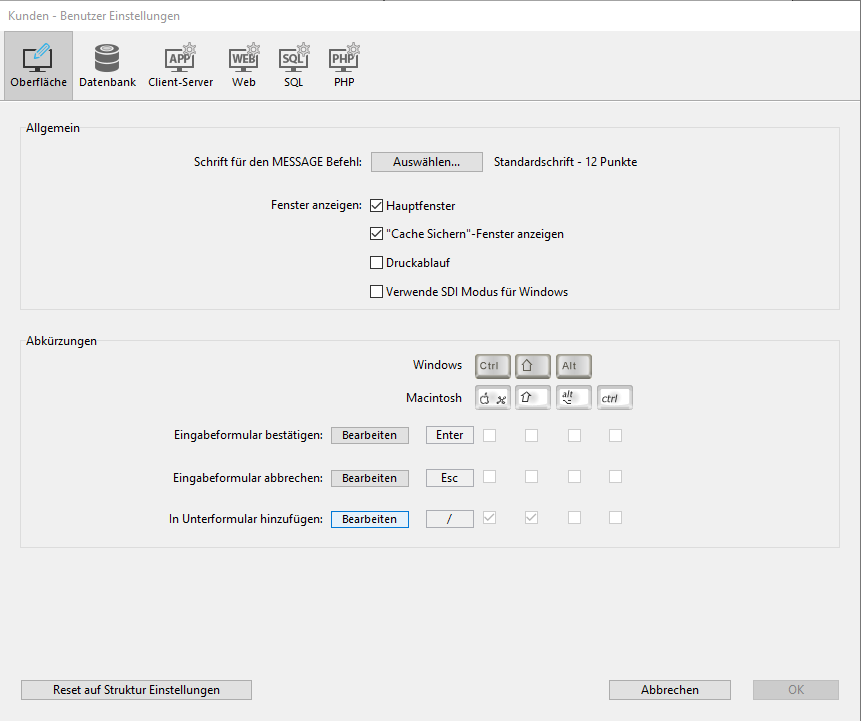 Kunden - Benutzer Einstellungen
APP WEB SQL PHP
Oberfläche Datenbank Client-Server Web SQL PHP
Allgemein
Schrift für den MESSAGE Befehl: Auswählen... Standardschrift - 12 Punkte
Fenster anzeigen: Hauptfenster
"Cache Sichern"-Fenster anzeigen
Druckablauf
Verwende SDI Modus für Windows
Abkürzungen
Windows Ctrl Alt
Macintosh alt ctrl
Eingabeformular bestätigen: Bearbeiten Enter
Eingabeformular abbrechen: Bearbeiten Esc
In Unterformular hinzufügen: Bearbeiten /
Reset auf Struktur Einstellungen Abbrechen OK